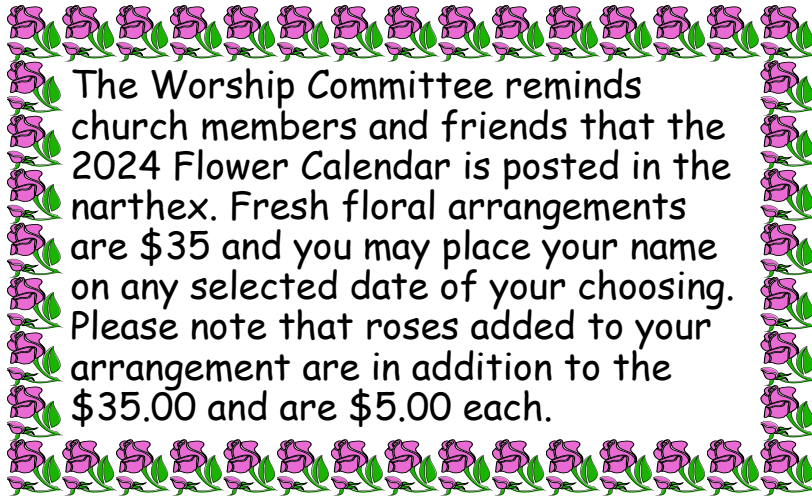 The Worship Committee reminds
church members and friends that the
2024 Flower Calendar is posted in the
narthex. Fresh floral arrangements
are $35 and you may place your name
on any selected date of your choosing.
Please note that roses added to your
arrangement are in addition to the
$35.00 and are $5.00 each.